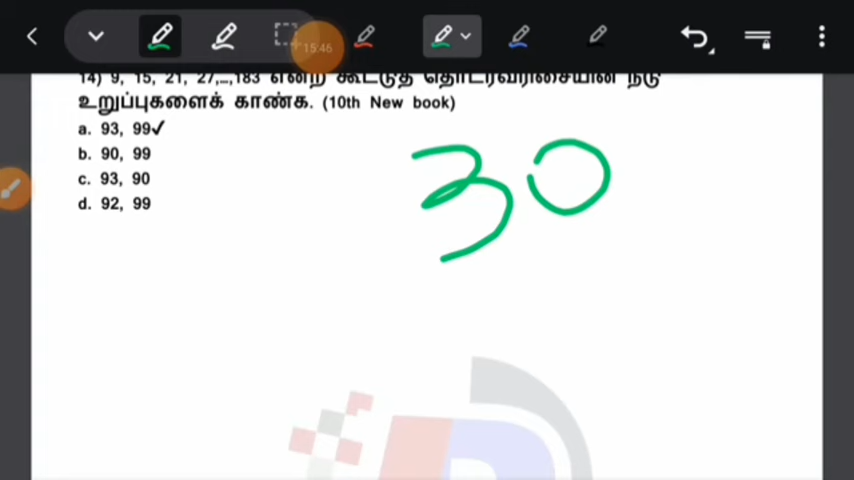 15:46
14) 9, 15, 21, 27,…,183 என்ற கூட்டுத் தொடர்வரிசையின் நடு
உறுப்புகளைக் காண்க. (10th New book)
a. 93, 99✓
b. 90, 99
c. 93, 90
d. 92, 99
30